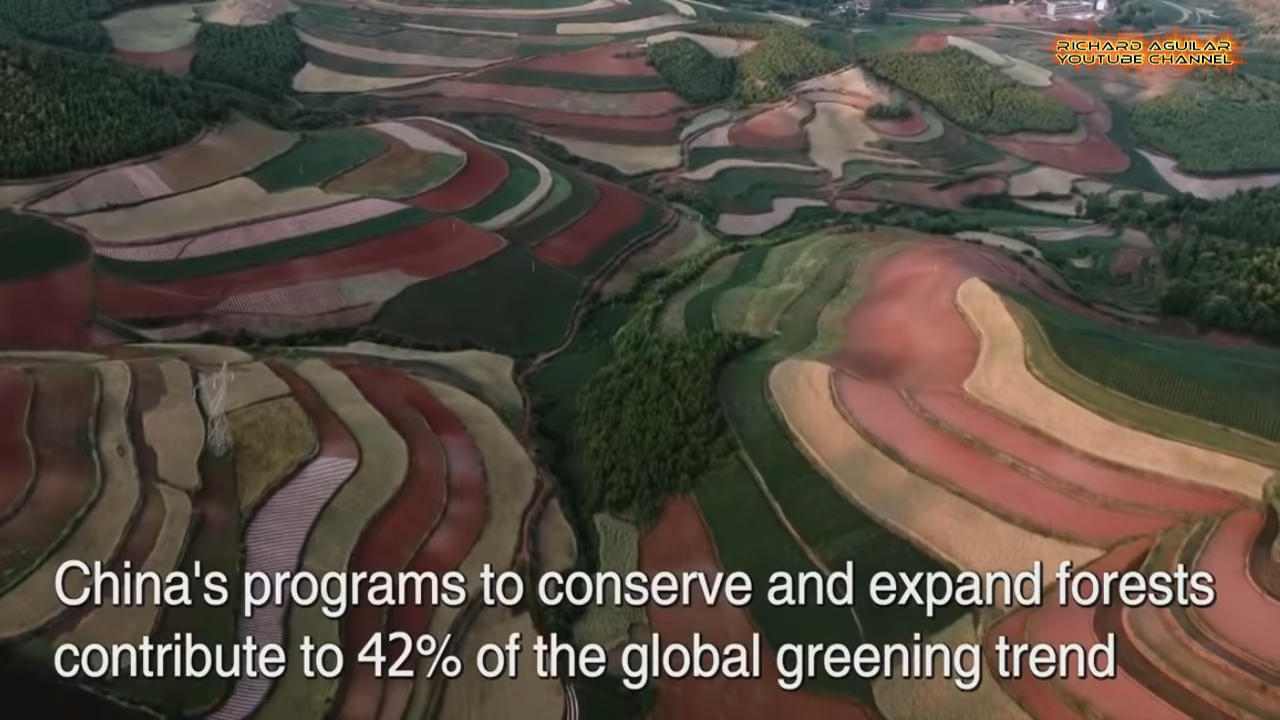 RICHARD AGUILAR
YOUTUBE CHANNEL
China's programs to conserve and expand forests
contribute to 42% of the global greening trend